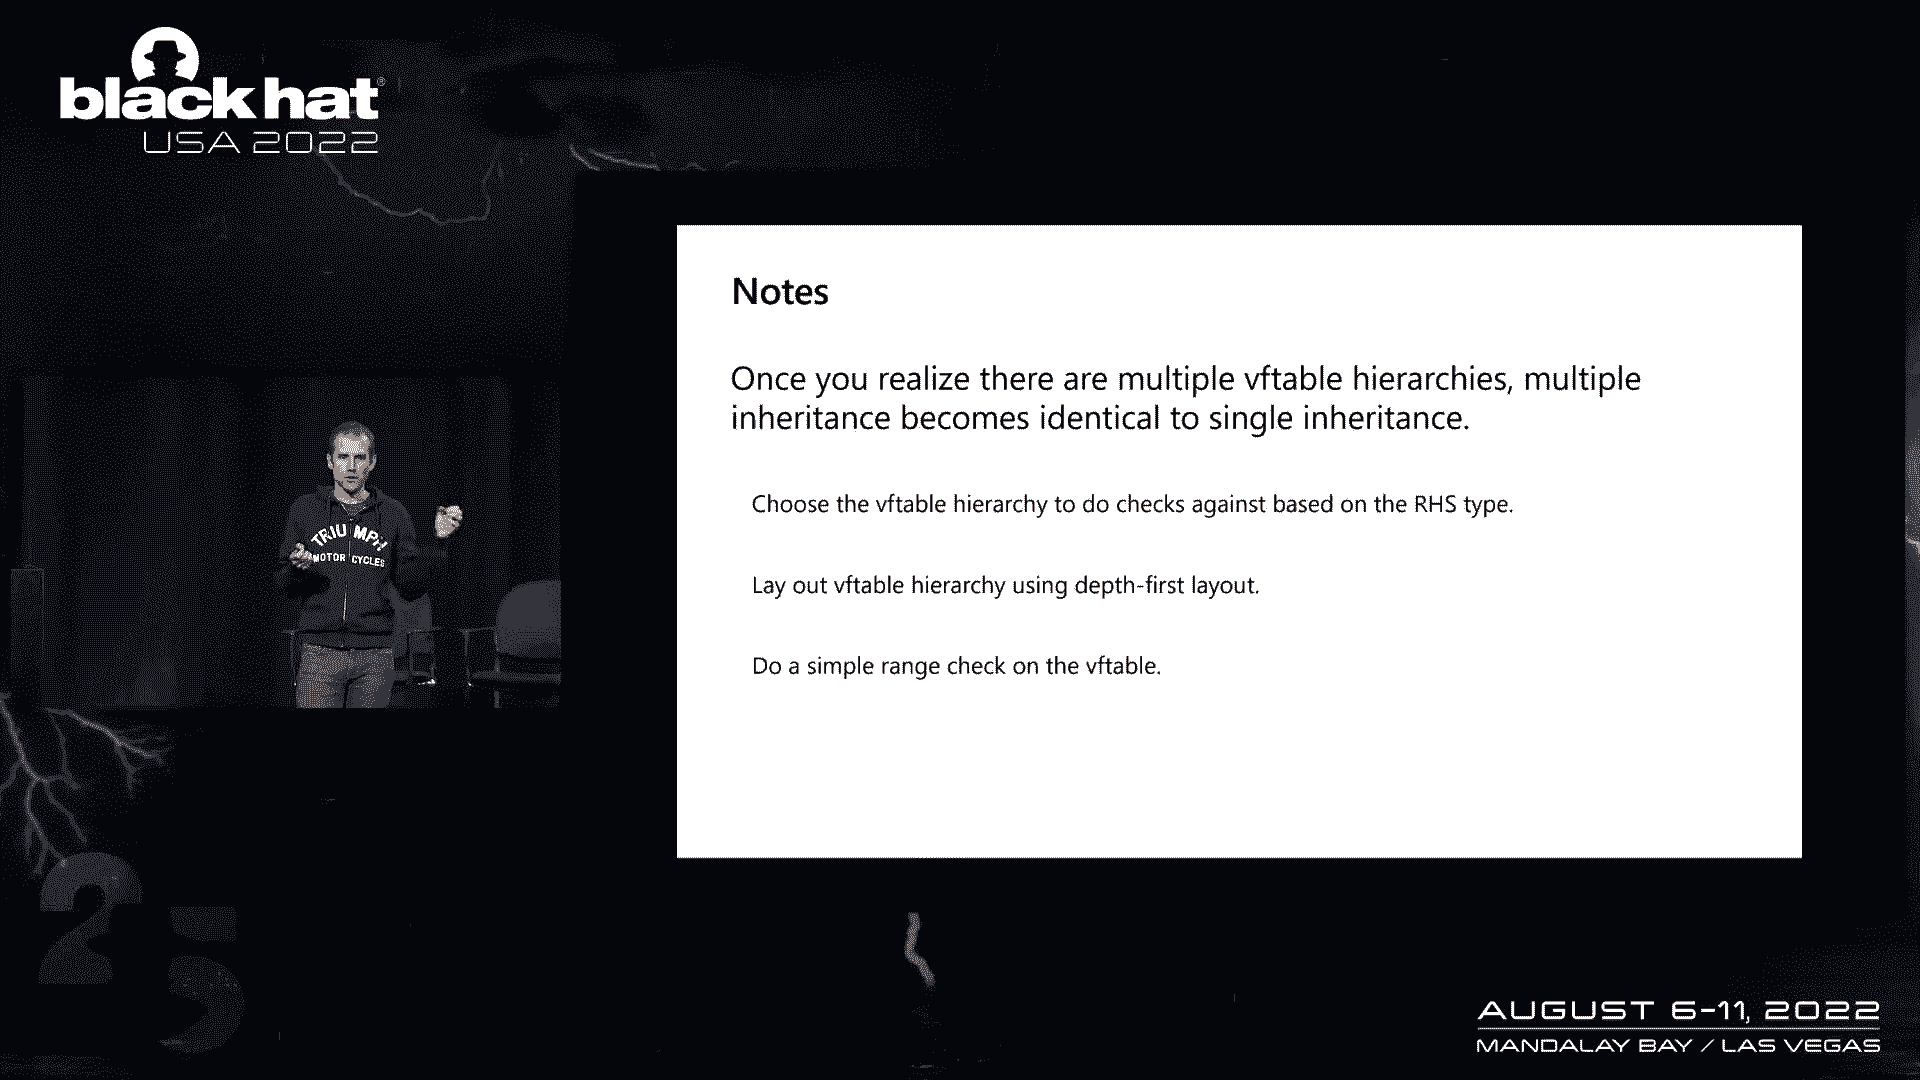 black hat®
USA 2022
TRIUMPH
MOTOR CYCLES
Notes
Once you realize there are multiple vftable hierarchies, multiple
inheritance becomes identical to single inheritance.
Choose the vftable hierarchy to do checks against based on the RHS type.
Lay out vftable hierarchy using depth-first layout.
Do a simple range check on the vftable.
25
AUGUST 6-11, 2022
MANDALAY BAY / LAS VEGAS